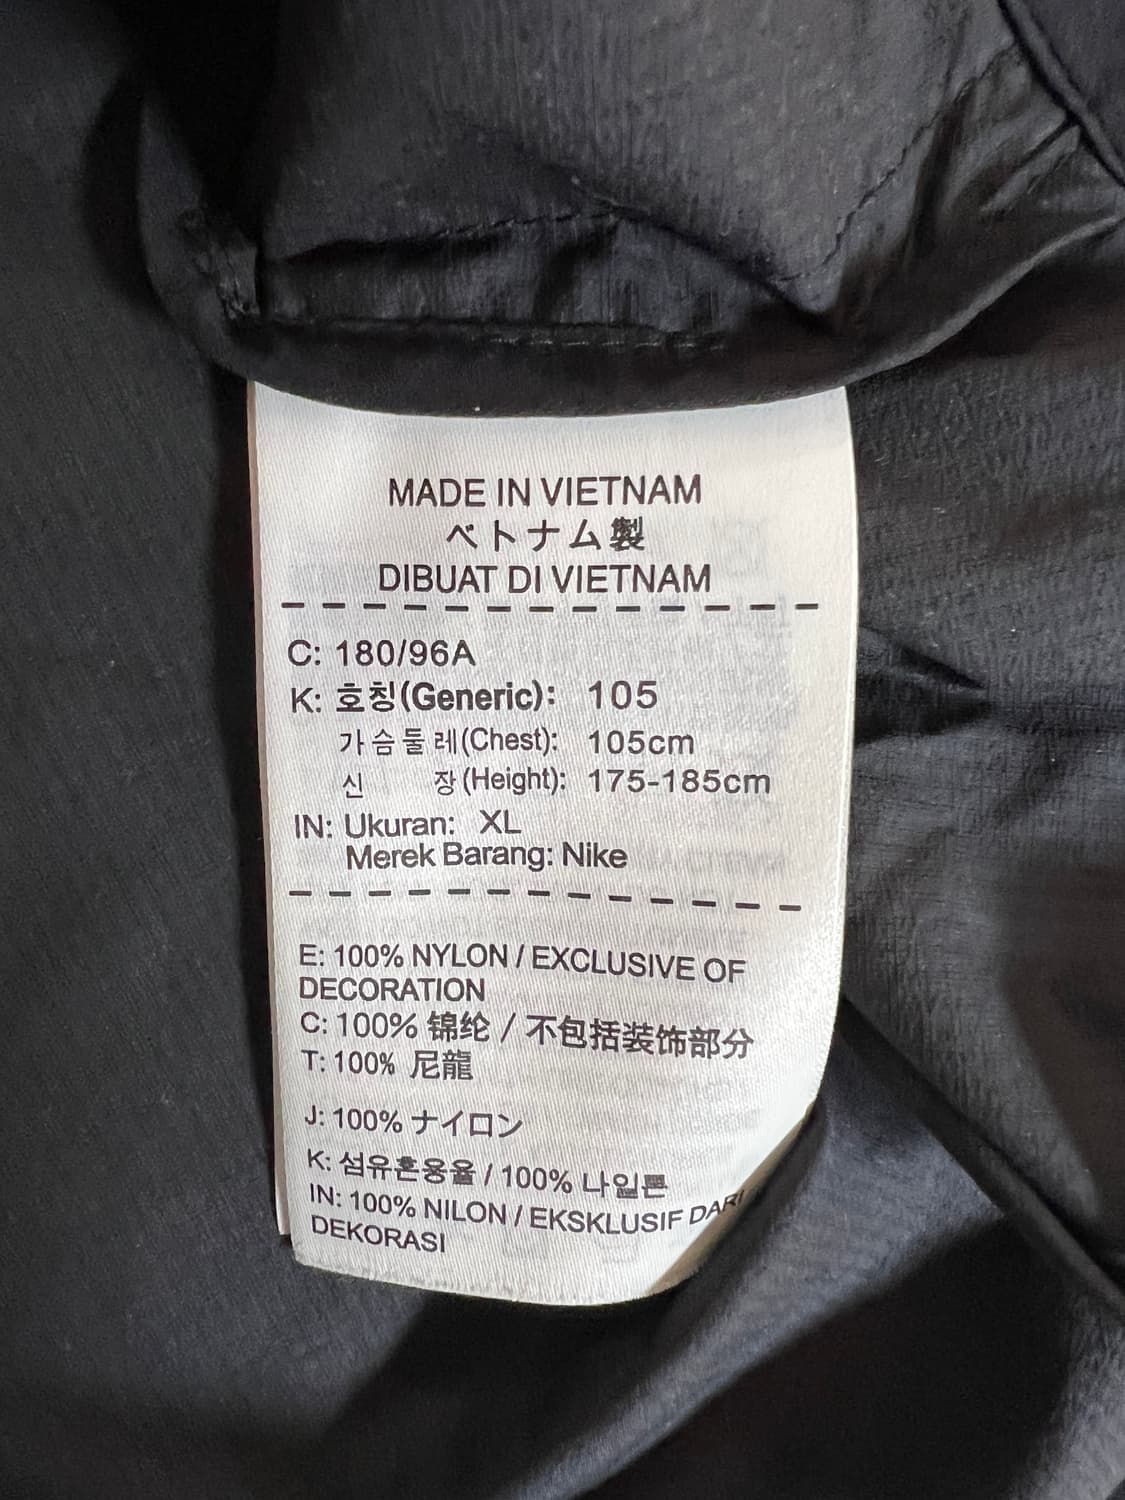 MADE IN VIETNAM
ベトナム製
DIBUAT DI VIETNAM
C: 180/96A
K: 호칭(Generic): 105
가슴둘레(Chest): 105cm
신 장(Height): 175-185cm
IN: Ukuran: XL
Merek Barang: Nike
E: 100% NYLON / EXCLUSIVE OF
DECORATION
C: 100% 锦纶 / 不包括装饰部分
T: 100% 尼龍
J: 100% ナイロン
K: 섬유혼용율 / 100% 나일론
IN: 100% NILON / EKSKLUSIF DARI
DEKORASI